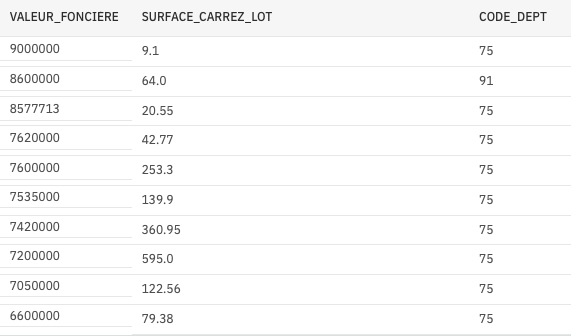 VALEUR_FONCIERE SURFACE_CARREZ_LOT CODE_DEPT
9000000 9.1 75
8600000 64.0 91
8577713 20.55 75
7620000 42.77 75
7600000 253.3 75
7535000 139.9 75
7420000 360.95 75
7200000 595.0 75
7050000 122.56 75
6600000 79.38 75